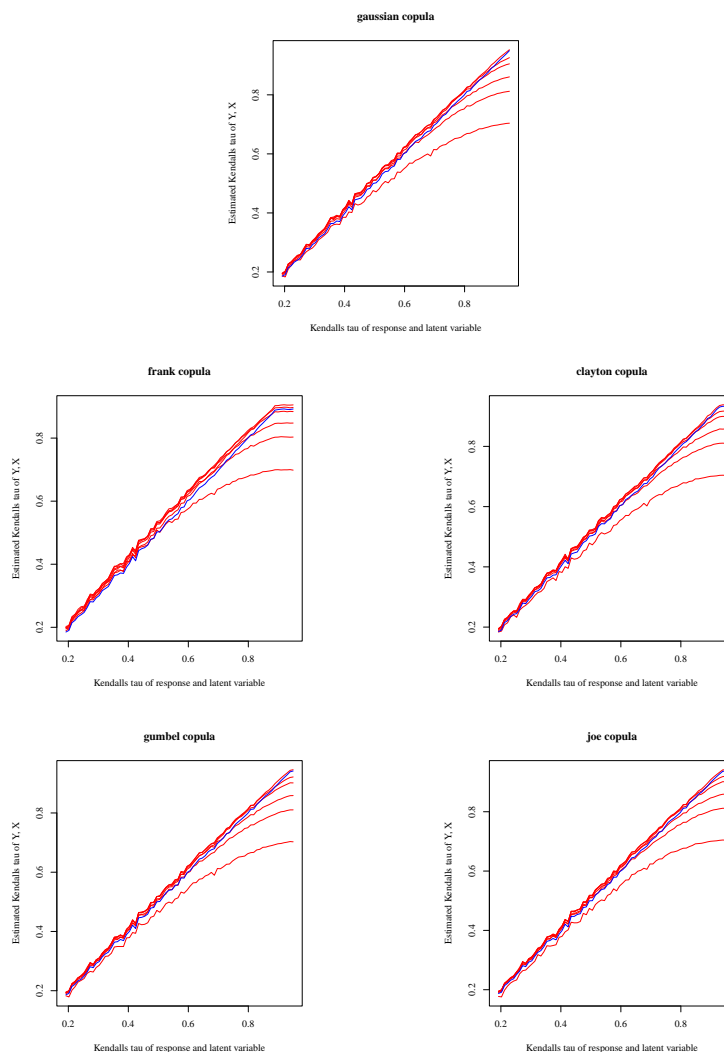 gaussian copula
Estimated Kendalls tau of Y, X
0.8
0.6
0.4
0.2
0.2 0.4 0.6 0.8
Kendalls tau of response and latent variable
frank copula
Estimated Kendalls tau of Y, X
0.8
0.6
0.4
0.2
0.2 0.4 0.6 0.8
Kendalls tau of response and latent variable
clayton copula
Estimated Kendalls tau of Y, X
0.8
0.6
0.4
0.2
0.2 0.4 0.6 0.8
Kendalls tau of response and latent variable
gumbel copula
Estimated Kendalls tau of Y, X
0.8
0.6
0.4
0.2
0.2 0.4 0.6 0.8
Kendalls tau of response and latent variable
joe copula
Estimated Kendalls tau of Y, X
0.8
0.6
0.4
0.2
0.2 0.4 0.6 0.8
Kendalls tau of response and latent variable